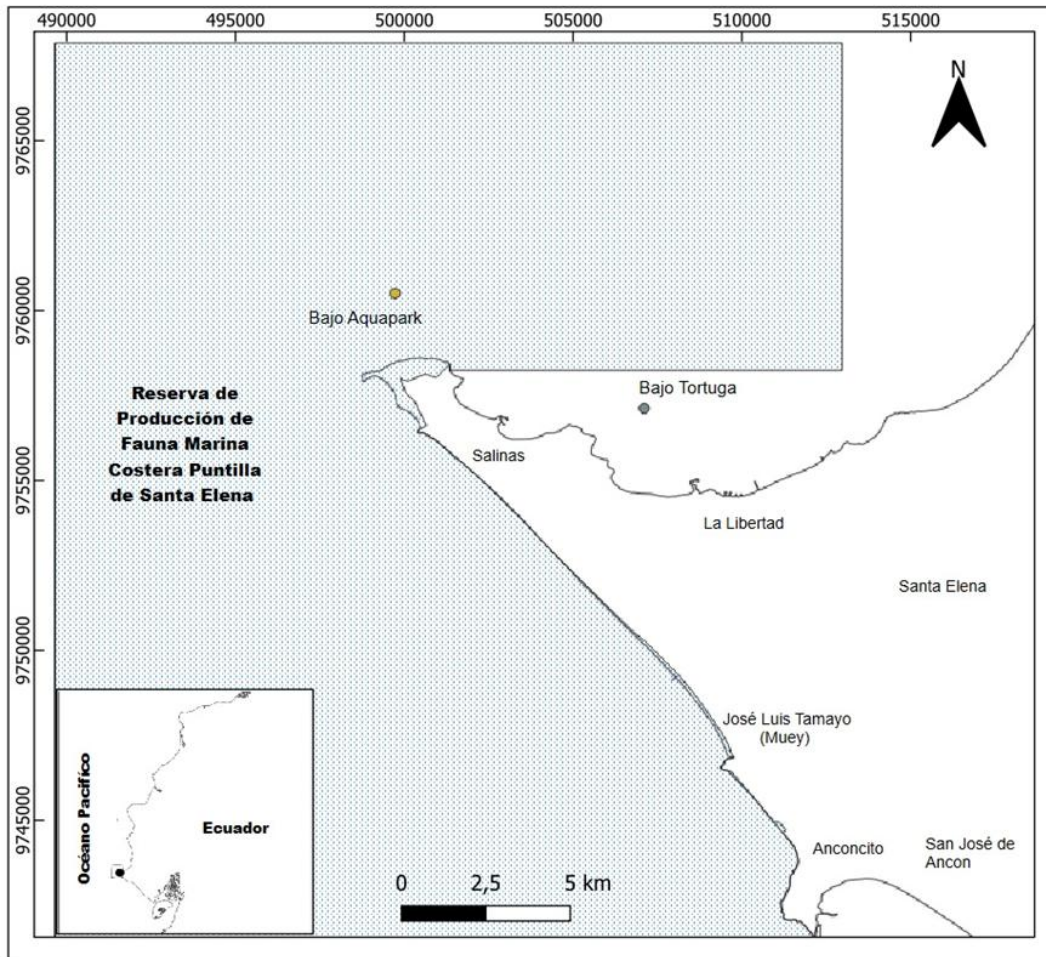 490000 495000 500000 505000 510000 515000
N
9765000
9760000
9755000
9750000
9745000
Bajo Aquapark
Bajo Tortuga
Reserva de
Producción de
Fauna Marina
Costera Puntilla
de Santa Elena
Salinas
La Libertad
Santa Elena
José Luis Tamayo
(Muey)
Anconcito
San José de
Ancon
Océano Pacifíco
Ecuador
0 2,5 5 km